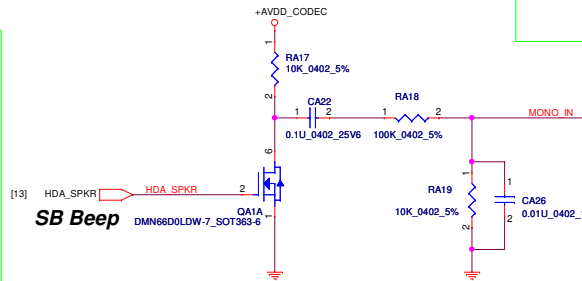 +AVDD_CODEC
1
RA17
10K_0402_5%
2
CA22
1
2
0.1U_0402_25V6
RA18
1
2
100K_0402_5%
MONO_IN
6
[13]
HDA_SPKR
HDA_SPKR
2
SB Beep
QA1A
DMN66D0LDW-7_SOT363-6
1
1
RA19
10K_0402_5%
2
1
CA26
0.01U_0402_
2